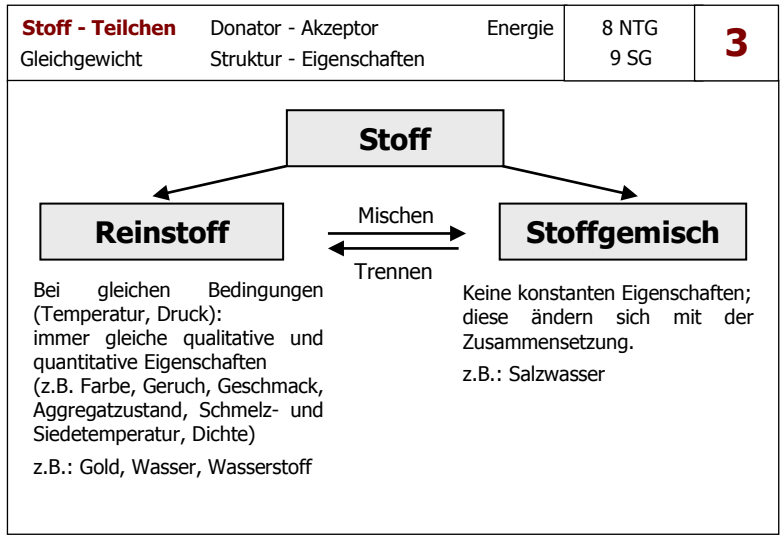 Stoff - Teilchen Donator - Akzeptor Energie
Gleichgewicht Struktur - Eigenschaften
8 NTG
9 SG
3
Stoff
Reinstoff
Mischen
Trennen
Stoffgemisch
Bei gleichen Bedingungen
(Temperatur, Druck):
immer gleiche qualitative und
quantitative Eigenschaften
(z.B. Farbe, Geruch, Geschmack,
Aggregatzustand, Schmelz- und
Siedetemperatur, Dichte)
z.B.: Gold, Wasser, Wasserstoff
Keine konstanten Eigenschaften;
diese ändern sich mit der
Zusammensetzung.
z.B.: Salzwasser